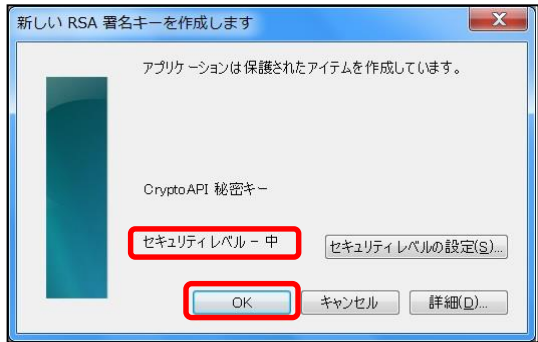 新しい RSA 署名キーを作成します
アプリケーションは保護されたアイテムを作成しています。
CryptoAPI 秘密キー
セキュリティ レベル - 中
セキュリティ レベルの設定(S)...
OK
キャンセル
詳細(D)...